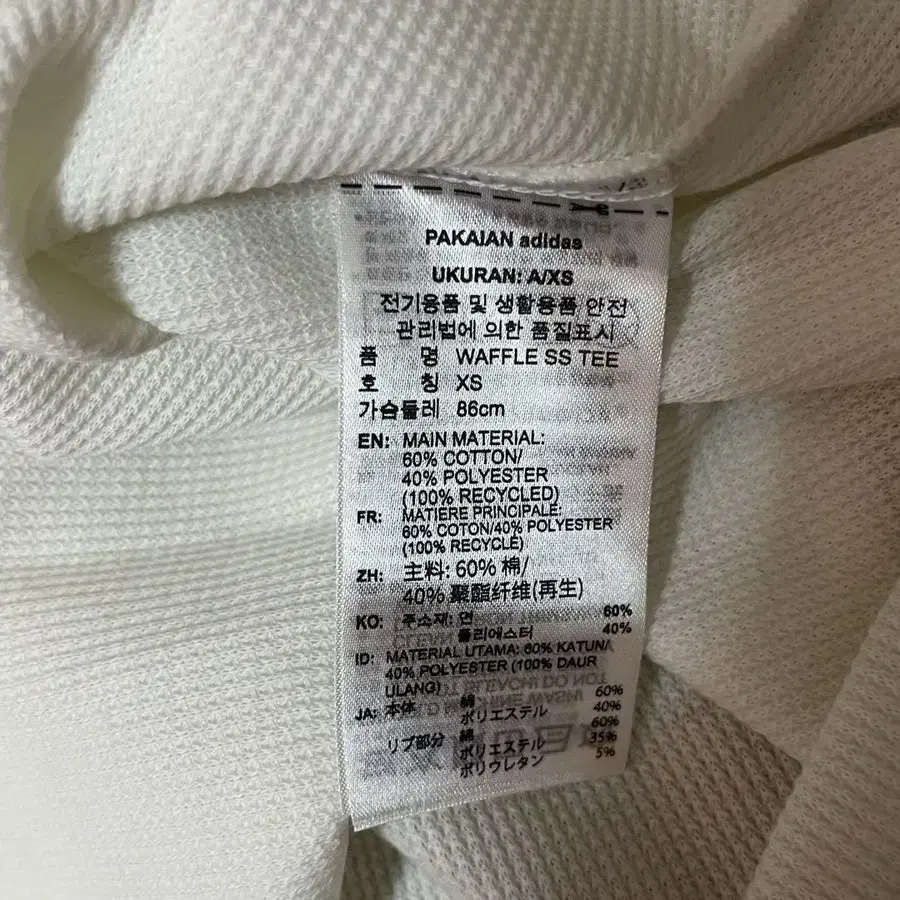 PAKAIAN adidas
UKURAN: A/XS
전기용품 및 생활용품 안전
관리법에 의한 품질표시
품 명 WAFFLE SS TEE
호 칭 XS
가슴둘레 86cm
EN: MAIN MATERIAL:
60% COTTON/
40% POLYESTER
(100% RECYCLED)
FR: MATIERE PRINCIPALE:
60% COTON/40% POLYESTER
(100% RECYCLÉ)
ZH: 主料: 60% 棉/
40% 聚酯纤维(再生)
KO: 주소재: 면 60%
폴리에스터 40%
ID: MATERIAL UTAMA: 60% KATUNA
40% POLYESTER (100% DAUR
ULANG)
JA: 本体 綿 60%
ポリエステル 40%
リブ部分 綿 60%
ポリエステル 35%
ポリウレタン 5%